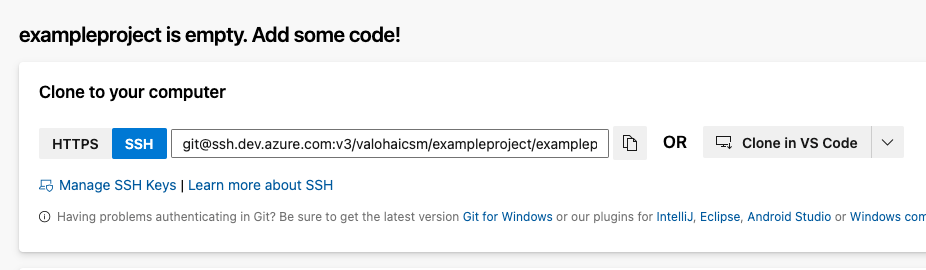 exampleproject is empty. Add some code!
Clone to your computer
HTTPS SSH git@ssh.dev.azure.com:v3/valohaicsm/exampleproject/examplep OR Clone in VS Code
Manage SSH Keys | Learn more about SSH
Having problems authenticating in Git? Be sure to get the latest version Git for Windows or our plugins for IntelliJ, Eclipse, Android Studio or Windows com